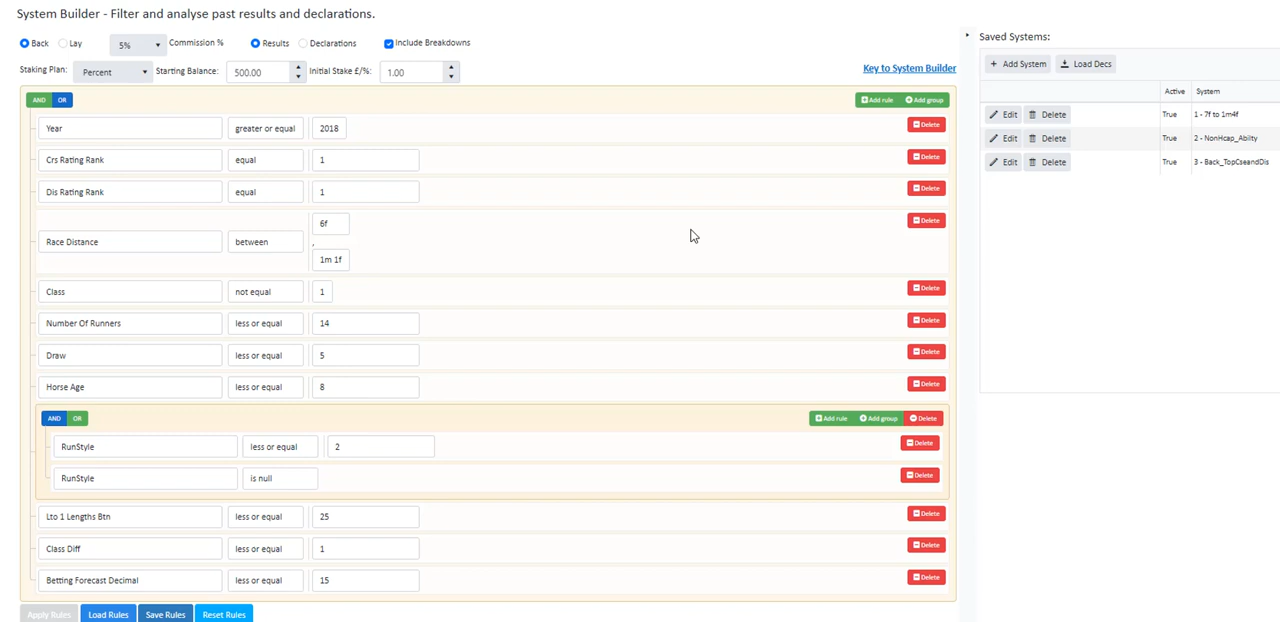 System Builder - Filter and analyse past results and declarations.
Back Lay 5% Commission % Results Declarations Include Breakdowns
Staking Plan: Percent Starting Balance: 500.00 Initial Stake £/%: 1.00 Key to System Builder
AND OR Add rule Add group
Year greater or equal 2018 Delete
Crs Rating Rank equal 1 Delete
Dis Rating Rank equal 1 Delete
Race Distance between 6f , 1m 1f Delete
Class not equal 1 Delete
Number Of Runners less or equal 14 Delete
Draw less or equal 5 Delete
Horse Age less or equal 8 Delete
AND OR Add rule Add group Delete
RunStyle less or equal 2 Delete
RunStyle is null Delete
Lto 1 Lengths Btn less or equal 25 Delete
Class Diff less or equal 1 Delete
Betting Forecast Decimal less or equal 15 Delete
Apply Rules Load Rules Save Rules Reset Rules
Saved Systems:
Add System Load Decs
Active System
Edit Delete True 1 - 7f to 1m4f
Edit Delete True 2 - NonHcap_Abilty
Edit Delete True 3 - Back_TopCseandDis